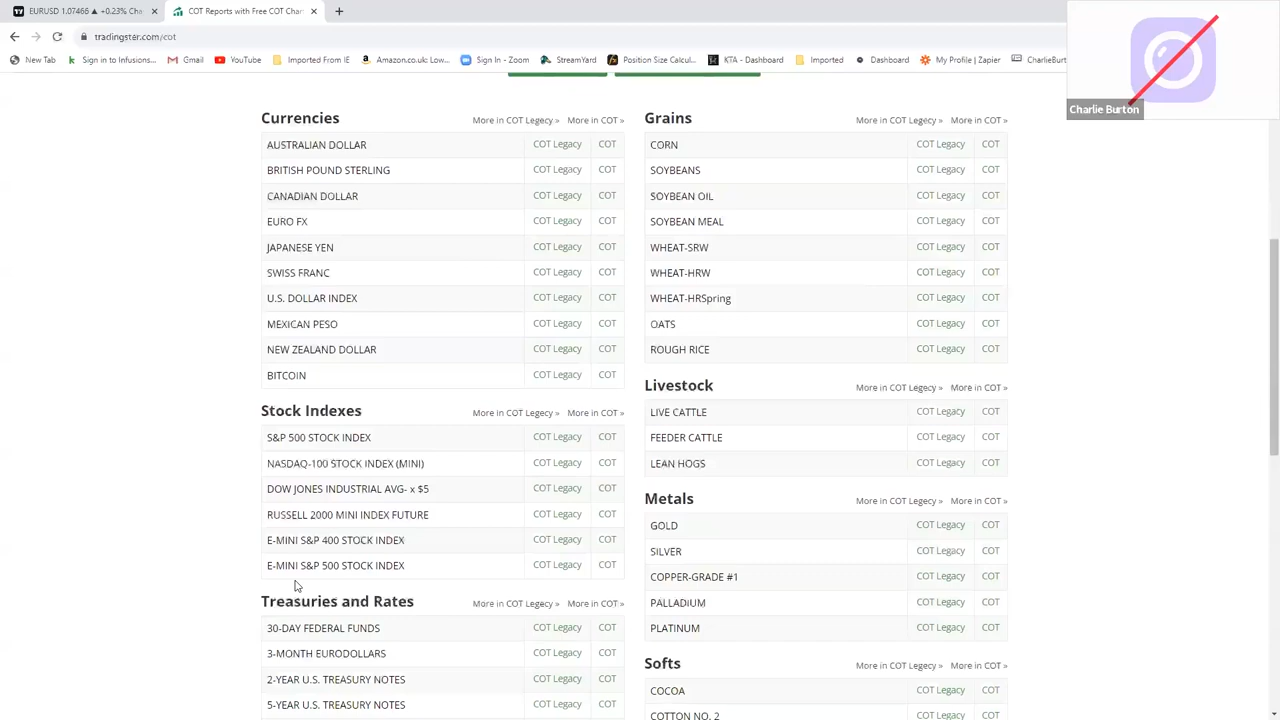 EURUSD 1.07466 ▲ +0.23% Cha
COT Reports with Free COT Char
tradingster.com/cot
New Tab
Sign in to Infusions...
Gmail
YouTube
Imported From IE
Amazon.co.uk: Low...
Sign In - Zoom
StreamYard
Position Size Calcul...
KTA - Dashboard
Imported
Dashboard
My Profile | Zapier
CharlieBurt
Charlie Burton
Currencies More in COT Legacy » More in COT »
AUSTRALIAN DOLLAR COT Legacy COT
BRITISH POUND STERLING COT Legacy COT
CANADIAN DOLLAR COT Legacy COT
EURO FX COT Legacy COT
JAPANESE YEN COT Legacy COT
SWISS FRANC COT Legacy COT
U.S. DOLLAR INDEX COT Legacy COT
MEXICAN PESO COT Legacy COT
NEW ZEALAND DOLLAR COT Legacy COT
BITCOIN COT Legacy COT
Stock Indexes More in COT Legacy » More in COT »
S&P 500 STOCK INDEX COT Legacy COT
NASDAQ-100 STOCK INDEX (MINI) COT Legacy COT
DOW JONES INDUSTRIAL AVG- x $5 COT Legacy COT
RUSSELL 2000 MINI INDEX FUTURE COT Legacy COT
E-MINI S&P 400 STOCK INDEX COT Legacy COT
E-MINI S&P 500 STOCK INDEX COT Legacy COT
Treasuries and Rates More in COT Legacy » More in COT »
30-DAY FEDERAL FUNDS COT Legacy COT
3-MONTH EURODOLLARS COT Legacy COT
2-YEAR U.S. TREASURY NOTES COT Legacy COT
5-YEAR U.S. TREASURY NOTES COT Legacy COT
Grains More in COT Legacy » More in COT »
CORN COT Legacy COT
SOYBEANS COT Legacy COT
SOYBEAN OIL COT Legacy COT
SOYBEAN MEAL COT Legacy COT
WHEAT-SRW COT Legacy COT
WHEAT-HRW COT Legacy COT
WHEAT-HRSpring COT Legacy COT
OATS COT Legacy COT
ROUGH RICE COT Legacy COT
Livestock More in COT Legacy » More in COT »
LIVE CATTLE COT Legacy COT
FEEDER CATTLE COT Legacy COT
LEAN HOGS COT Legacy COT
Metals More in COT Legacy » More in COT »
GOLD COT Legacy COT
SILVER COT Legacy COT
COPPER-GRADE #1 COT Legacy COT
PALLADIUM COT Legacy COT
PLATINUM COT Legacy COT
Softs More in COT Legacy » More in COT »
COCOA COT Legacy COT
COTTON NO. 2 COT Legacy COT